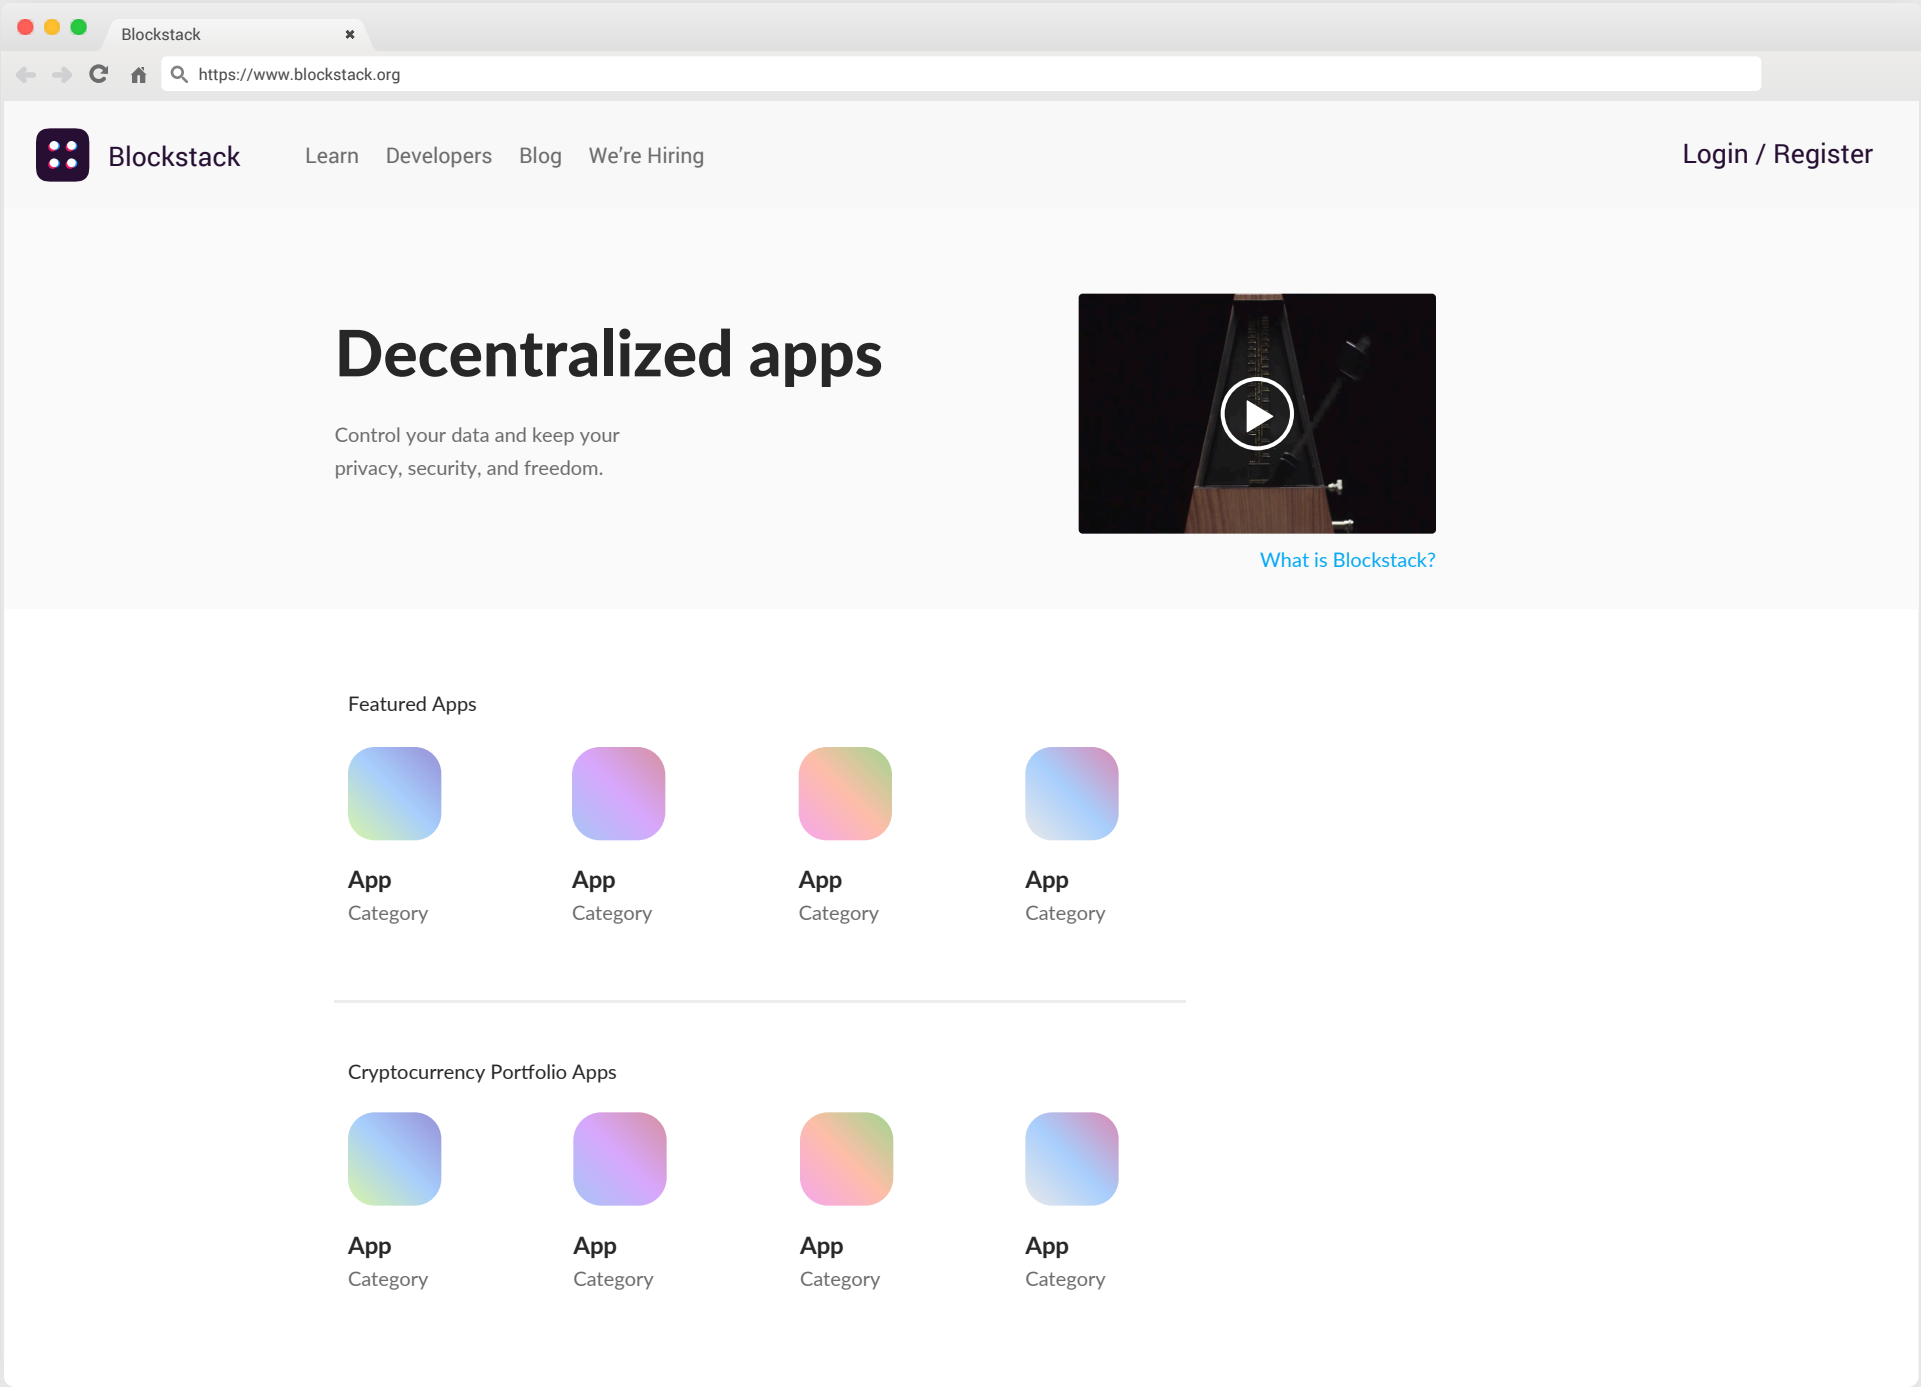 Blockstack
https://www.blockstack.org
Blockstack
Learn
Developers
Blog
We’re Hiring
Login / Register
Decentralized apps
Control your data and keep your
privacy, security, and freedom.
What is Blockstack?
Featured Apps
App
Category
App
Category
App
Category
App
Category
Cryptocurrency Portfolio Apps
App
Category
App
Category
App
Category
App
Category